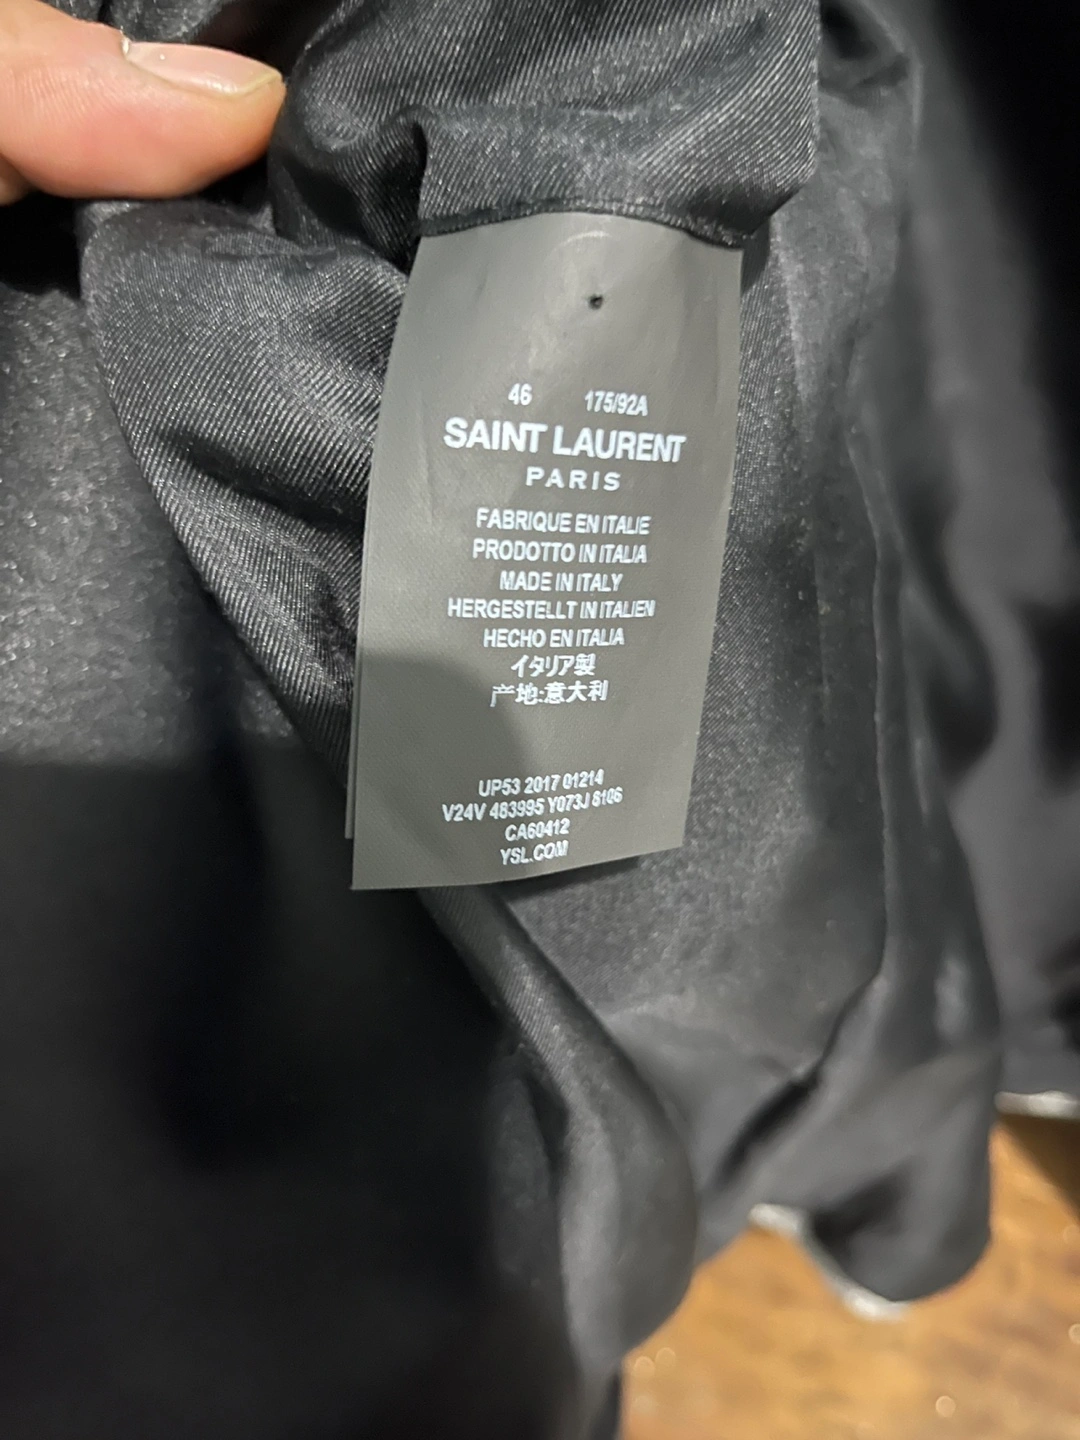 46 175/92A
SAINT LAURENT
PARIS
FABRIQUE EN ITALIE
PRODOTTO IN ITALIA
MADE IN ITALY
HERGESTELLT IN ITALIEN
HECHO EN ITALIA
イタリア製
产地:意大利
UP53 2017 01214
V24V 483995 Y073J 8106
CA60412
YSL.COM